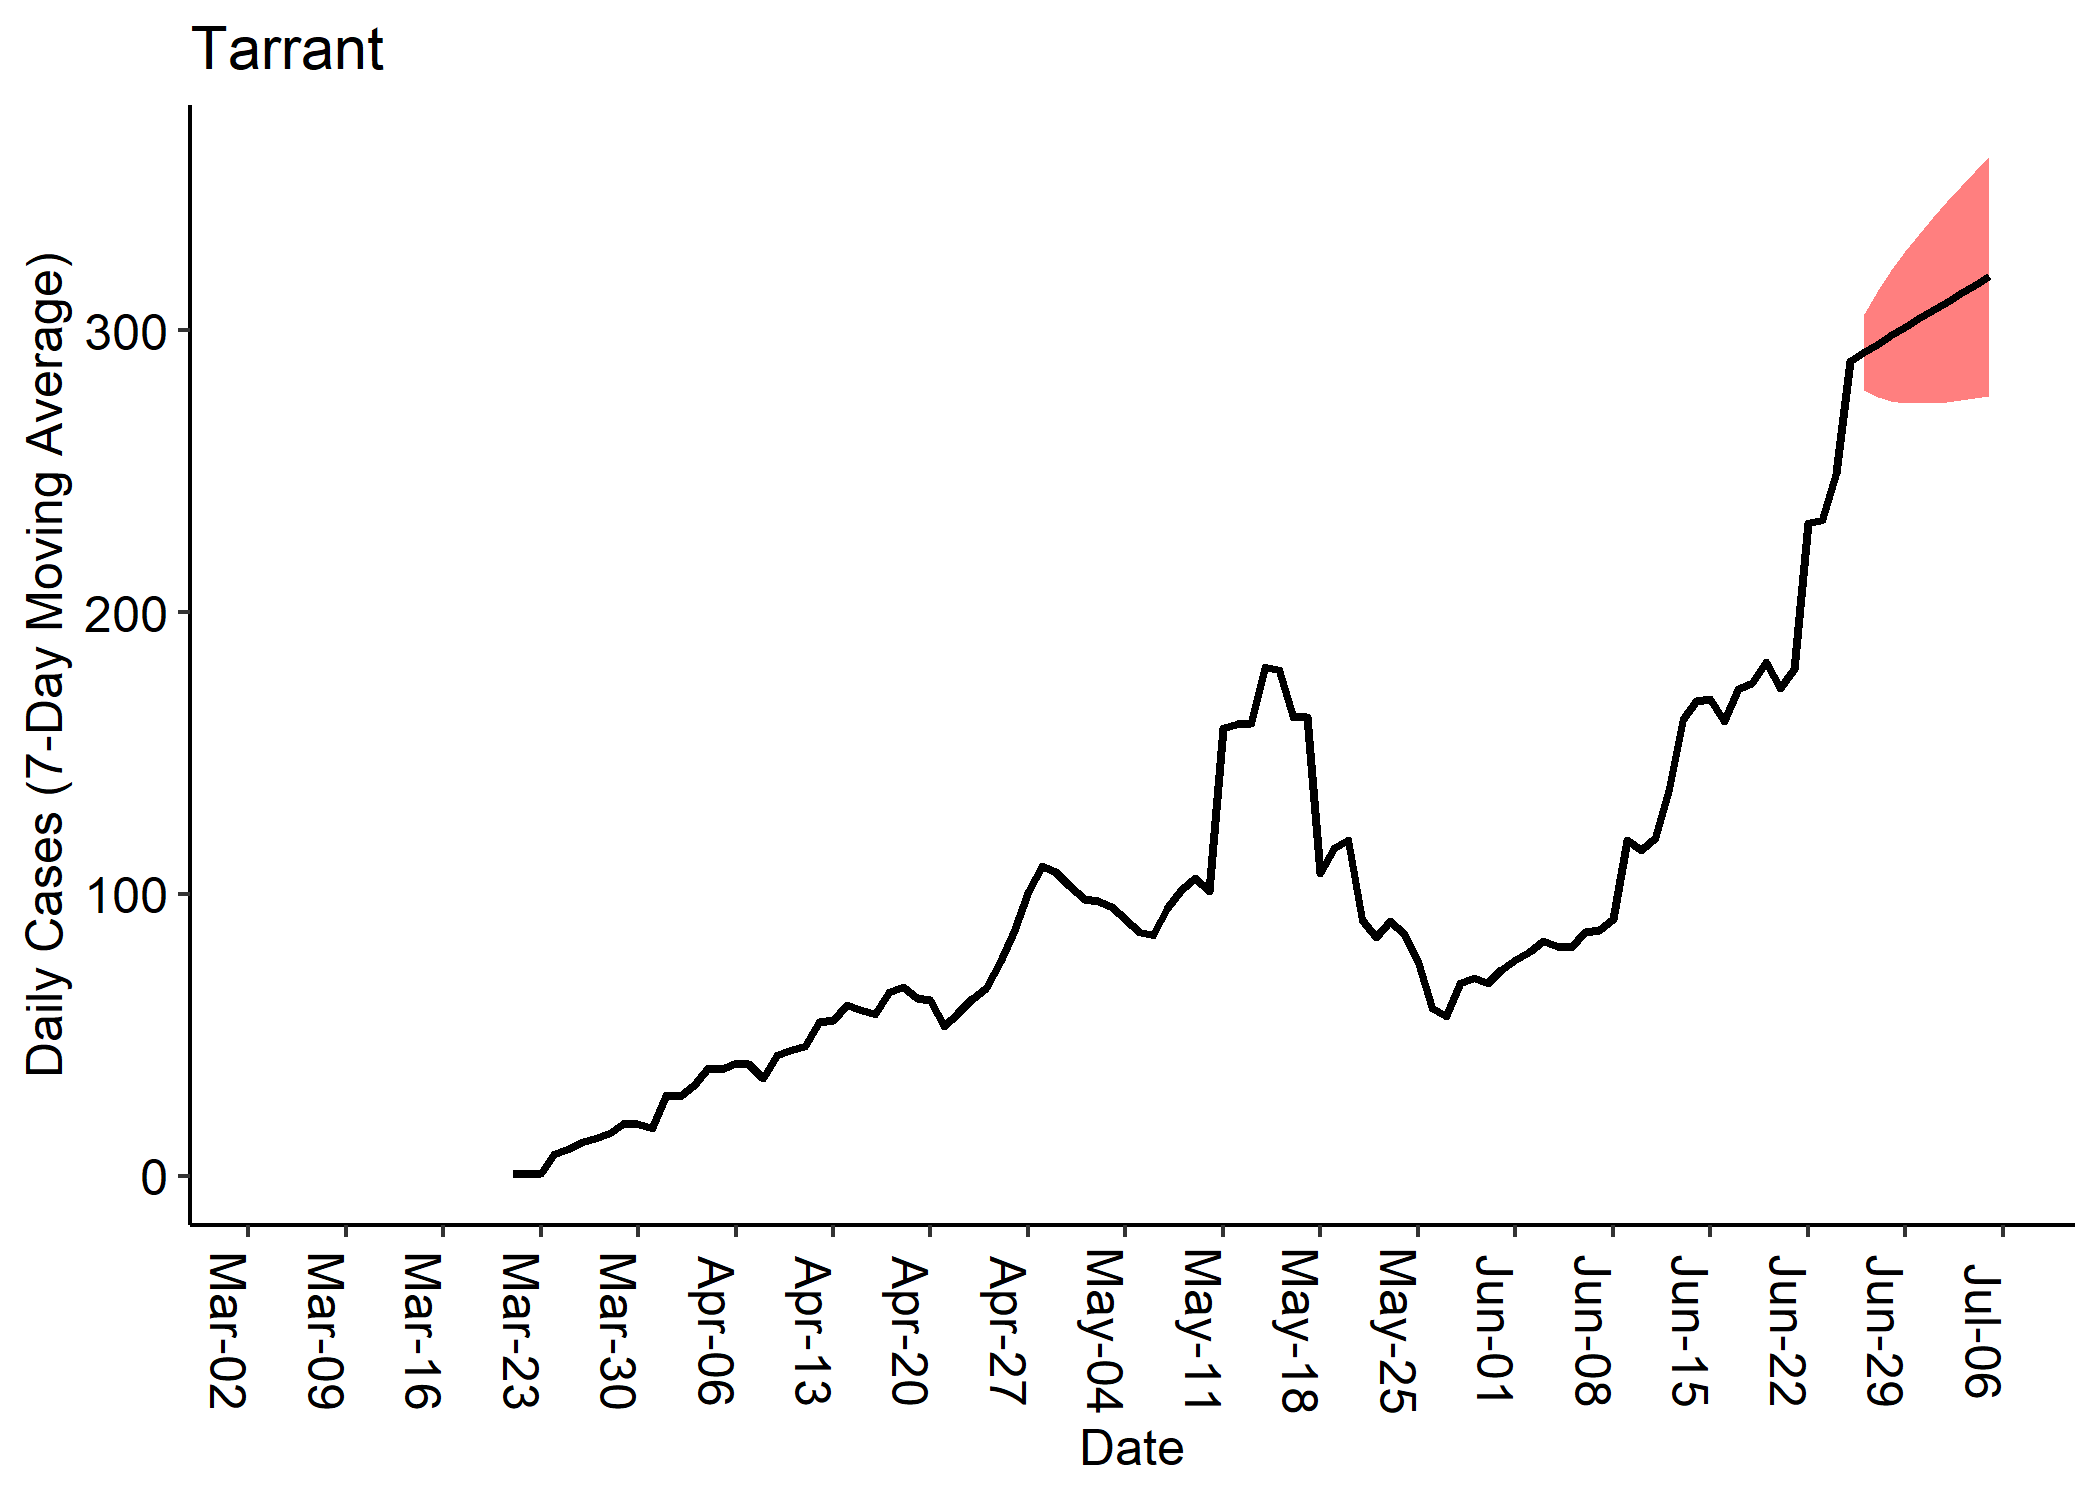 Tarrant
Daily Cases (7-Day Moving Average)
300
200
100
0
Mar-02
Mar-09
Mar-16
Mar-23
Mar-30
Apr-06
Apr-13
Apr-20
Apr-27
May-04
May-11
May-18
May-25
Jun-01
Jun-08
Jun-15
Jun-22
Jun-29
Jul-06
Date